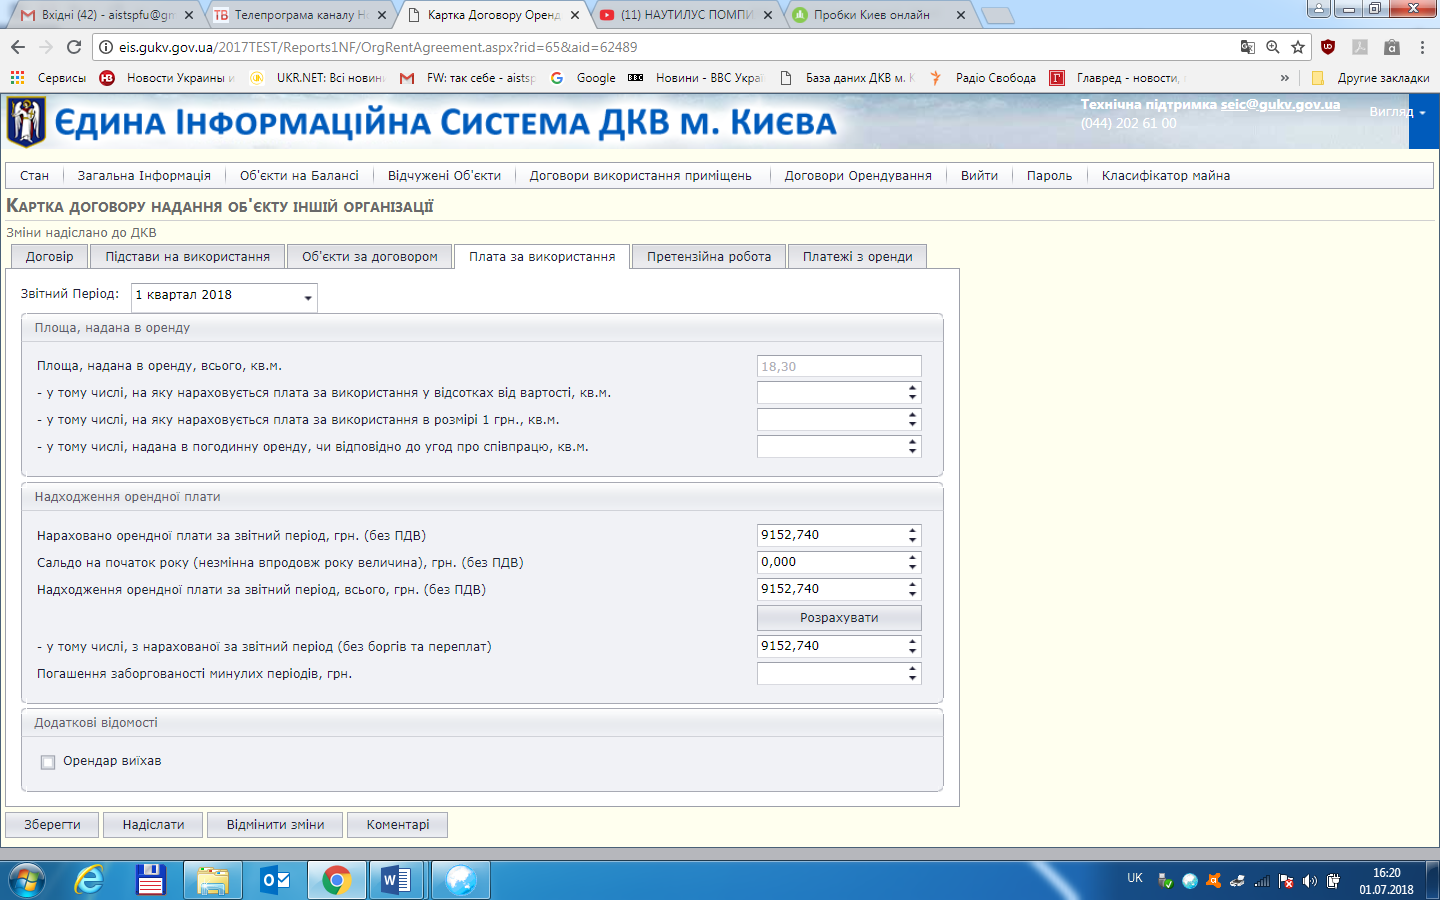 Вхідні (42) - aistspfu@gm
Телепрограма каналу Н
Картка Договору Оренд
(11) НАУТИЛУС ПОМПИ
Пробки Киев онлайн
eis.gukv.gov.ua/2017TEST/Reports1NF/OrgRentAgreement.aspx?rid=65&aid=62489
Сервисы
Новости Украины и
UKR.NET: Всі новин
FW: так себе - aistsp
Google
Новини - BBC Украї
База даних ДКВ м. К
Радіо Свобода
Главред - новости,
»
Другие закладки
Єдина Інформаційна Система ДКВ м. Києва
Технічна підтримка seic@gukv.gov.ua
(044) 202 61 00
Вигляд
Стан
Загальна Інформація
Об'єкти на Балансі
Відчужені Об'єкти
Договори використання приміщень
Договори Орендування
Вийти
Пароль
Класифікатор майна
Картка договору надання об'єкту іншій організації
Зміни надіслано до ДКВ
Договір
Підстави на використання
Об'єкти за договором
Плата за використання
Претензійна робота
Платежі з оренди
Звітний Період: 1 квартал 2018
Площа, надана в оренду
Площа, надана в оренду, всього, кв.м. 18,30
- у тому числі, на яку нараховується плата за використання у відсотках від вартості, кв.м.
- у тому числі, на яку нараховується плата за використання в розмірі 1 грн., кв.м.
- у тому числі, надана в погодинну оренду, чи відповідно до угод про співпрацю, кв.м.
Надходження орендної плати
Нараховано орендної плати за звітний період, грн. (без ПДВ) 9152,740
Сальдо на початок року (незмінна впродовж року величина), грн. (без ПДВ) 0,000
Надходження орендної плати за звітний період, всього, грн. (без ПДВ) 9152,740
Розрахувати
- у тому числі, з нарахованої за звітний період (без боргів та переплат) 9152,740
Погашення заборгованості минулих періодів, грн.
Додаткові відомості
Орендар виїхав
Зберегти
Надіслати
Відмінити зміни
Коментарі
UK
16:20
01.07.2018